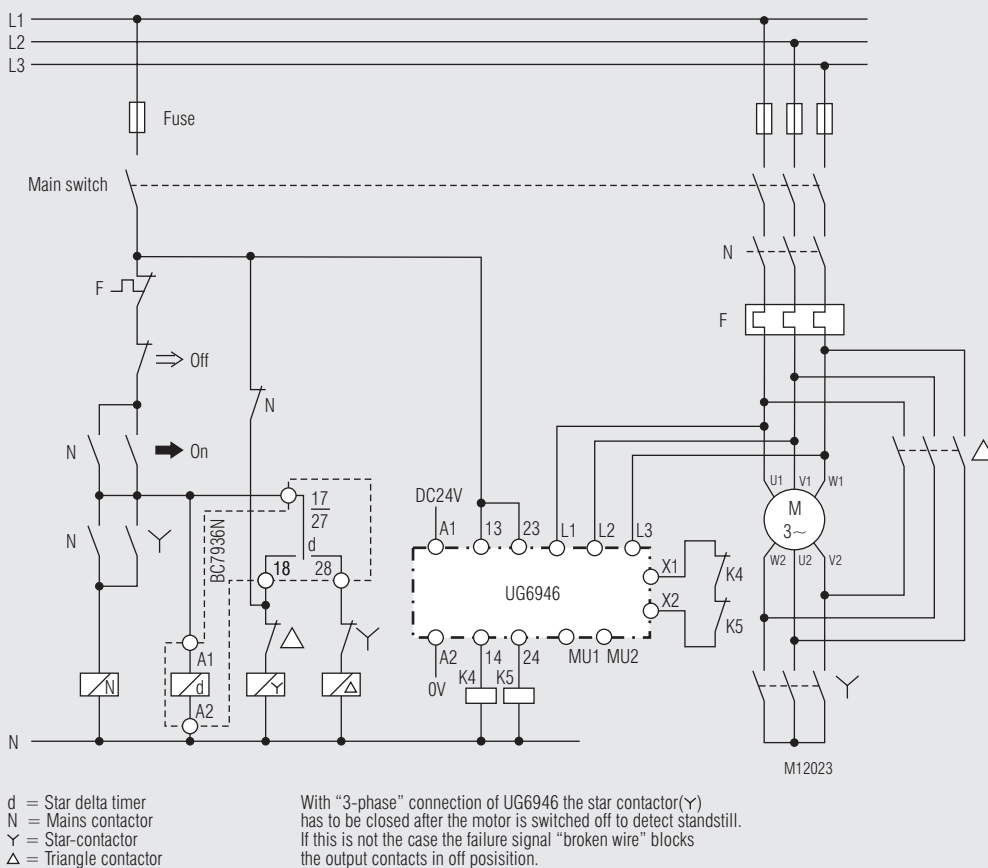 L1
L2
L3
Fuse
Main switch
N
F
F
Off
N
N
On
DC24V
U1 V1 W1
M
3~
17
27
A1 13 23 L1 L2 L3
BC7936N
d
N
18 28
W2 U2 V2
X1
K4
UG6946
X2
K5
A1
A2 14 24 MU1 MU2
N
d
Y
△
△
Y
△
0V K4 K5
Y
A2
N
Y
M12023
d = Star delta timer
N = Mains contactor
Y = Star-contactor
△ = Triangle contactor
With “3-phase” connection of UG6946 the star contactor(Y)
has to be closed after the motor is switched off to detect standstill.
If this is not the case the failure signal “broken wire” blocks
the output contacts in off posisition.